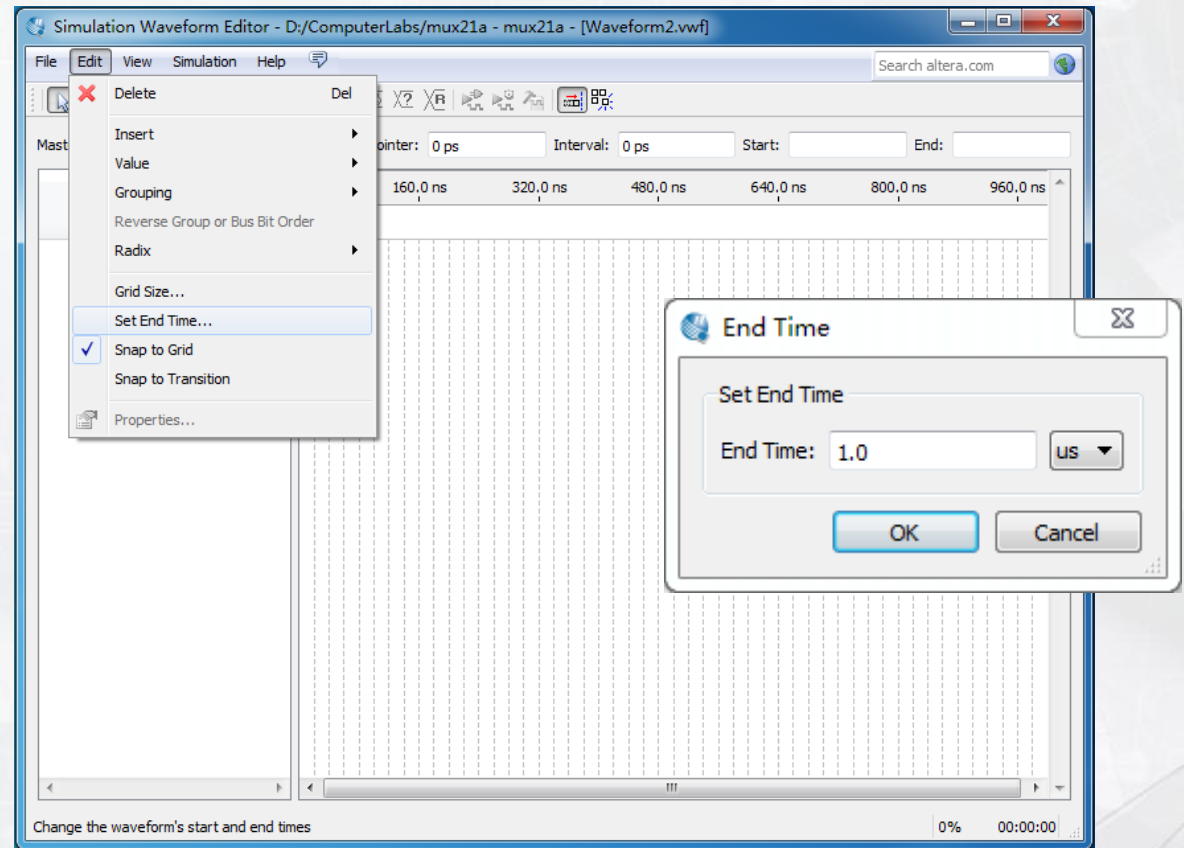 Simulation Waveform Editor - D:/ComputerLabs/mux21a - mux21a - [Waveform2.vwf]
File Edit View Simulation Help
Search altera.com
Delete Del
Insert
Value
Grouping
Reverse Group or Bus Bit Order
Radix
Grid Size...
Set End Time...
Snap to Grid
Snap to Transition
Properties...
Mast ointer: 0 ps Interval: 0 ps Start: End:
160.0 ns 320.0 ns 480.0 ns 640.0 ns 800.0 ns 960.0 ns
End Time
Set End Time
End Time: 1.0 us
OK Cancel
Change the waveform's start and end times 0% 00:00:00